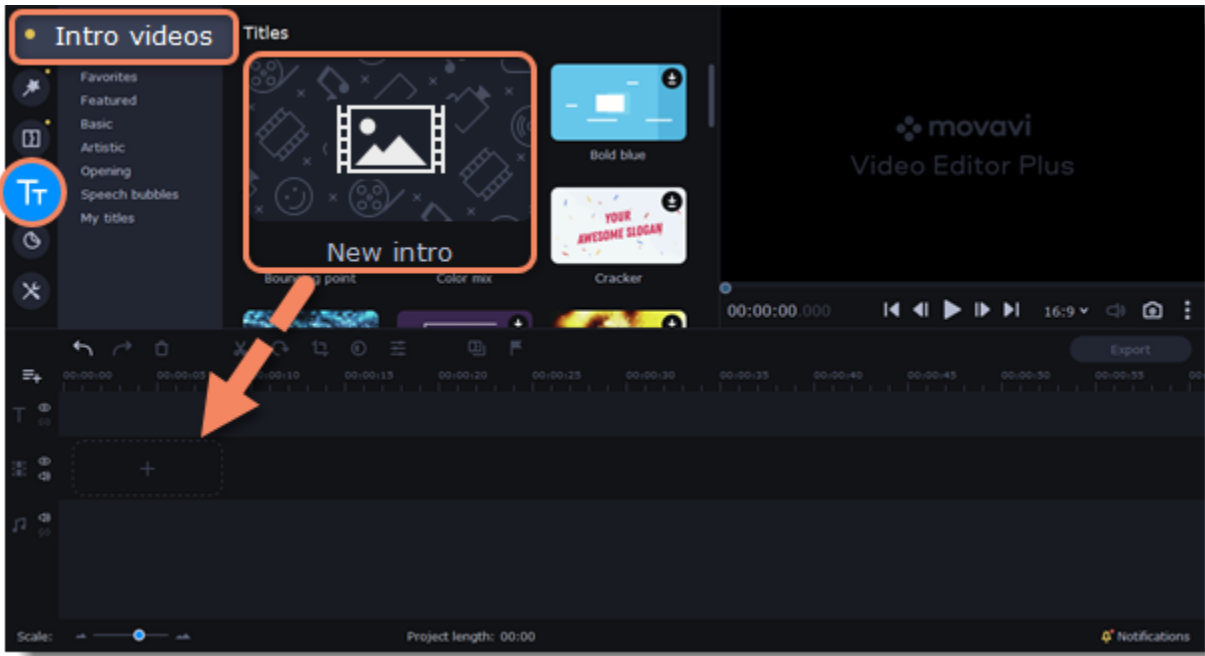 Intro videos
Titles
Favorites
Featured
Basic
Artistic
Opening
Speech bubbles
My titles
Tт
New intro
Bold blue
YOUR
AWESOME SLOGAN
Bouncing point
Color mix
Cracker
movavi
Video Editor Plus
00:00:00.000
16:9
Export
00:00:00
00:00:05
00:00:10
00:00:15
00:00:20
00:00:25
00:00:30
00:00:35
00:00:40
00:00:45
00:00:50
00:00:55
Scale:
Project length: 00:00
Notifications